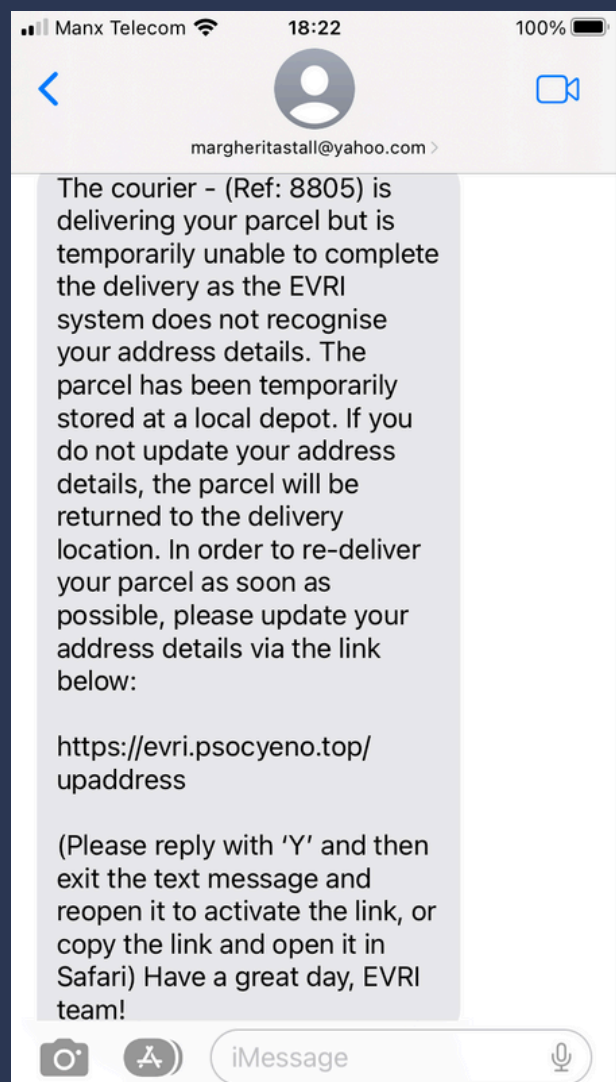 Manx Telecom 18:22 100%
margheritastall@yahoo.com
The courier - (Ref: 8805) is
delivering your parcel but is
temporarily unable to complete
the delivery as the EVRI
system does not recognise
your address details. The
parcel has been temporarily
stored at a local depot. If you
do not update your address
details, the parcel will be
returned to the delivery
location. In order to re-deliver
your parcel as soon as
possible, please update your
address details via the link
below:
https://evri.psocyeno.top/
upaddress
(Please reply with ‘Y’ and then
exit the text message and
reopen it to activate the link, or
copy the link and open it in
Safari) Have a great day, EVRI
team!
iMessage